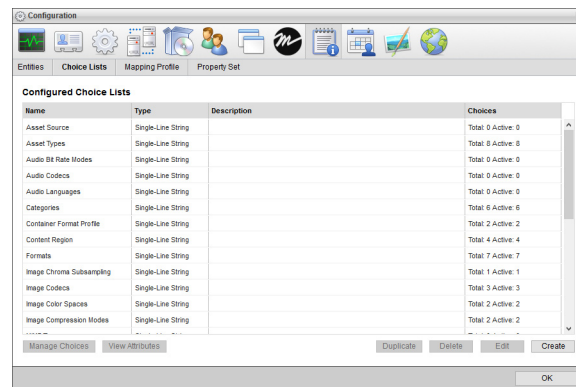 Configuration
Entities Choice Lists Mapping Profile Property Set
Configured Choice Lists
Name Type Description Choices
Asset Source Single-Line String Total: 0 Active: 0
Asset Types Single-Line String Total: 8 Active: 8
Audio Bit Rate Modes Single-Line String Total: 0 Active: 0
Audio Codecs Single-Line String Total: 0 Active: 0
Audio Languages Single-Line String Total: 0 Active: 0
Categories Single-Line String Total: 6 Active: 6
Container Format Profile Single-Line String Total: 2 Active: 2
Content Region Single-Line String Total: 4 Active: 4
Formats Single-Line String Total: 7 Active: 7
Image Chroma Subsampling Single-Line String Total: 1 Active: 1
Image Codecs Single-Line String Total: 3 Active: 3
Image Color Spaces Single-Line String Total: 2 Active: 2
Image Compression Modes Single-Line String Total: 2 Active: 2
Manage Choices View Attributes Duplicate Delete Edit Create
OK